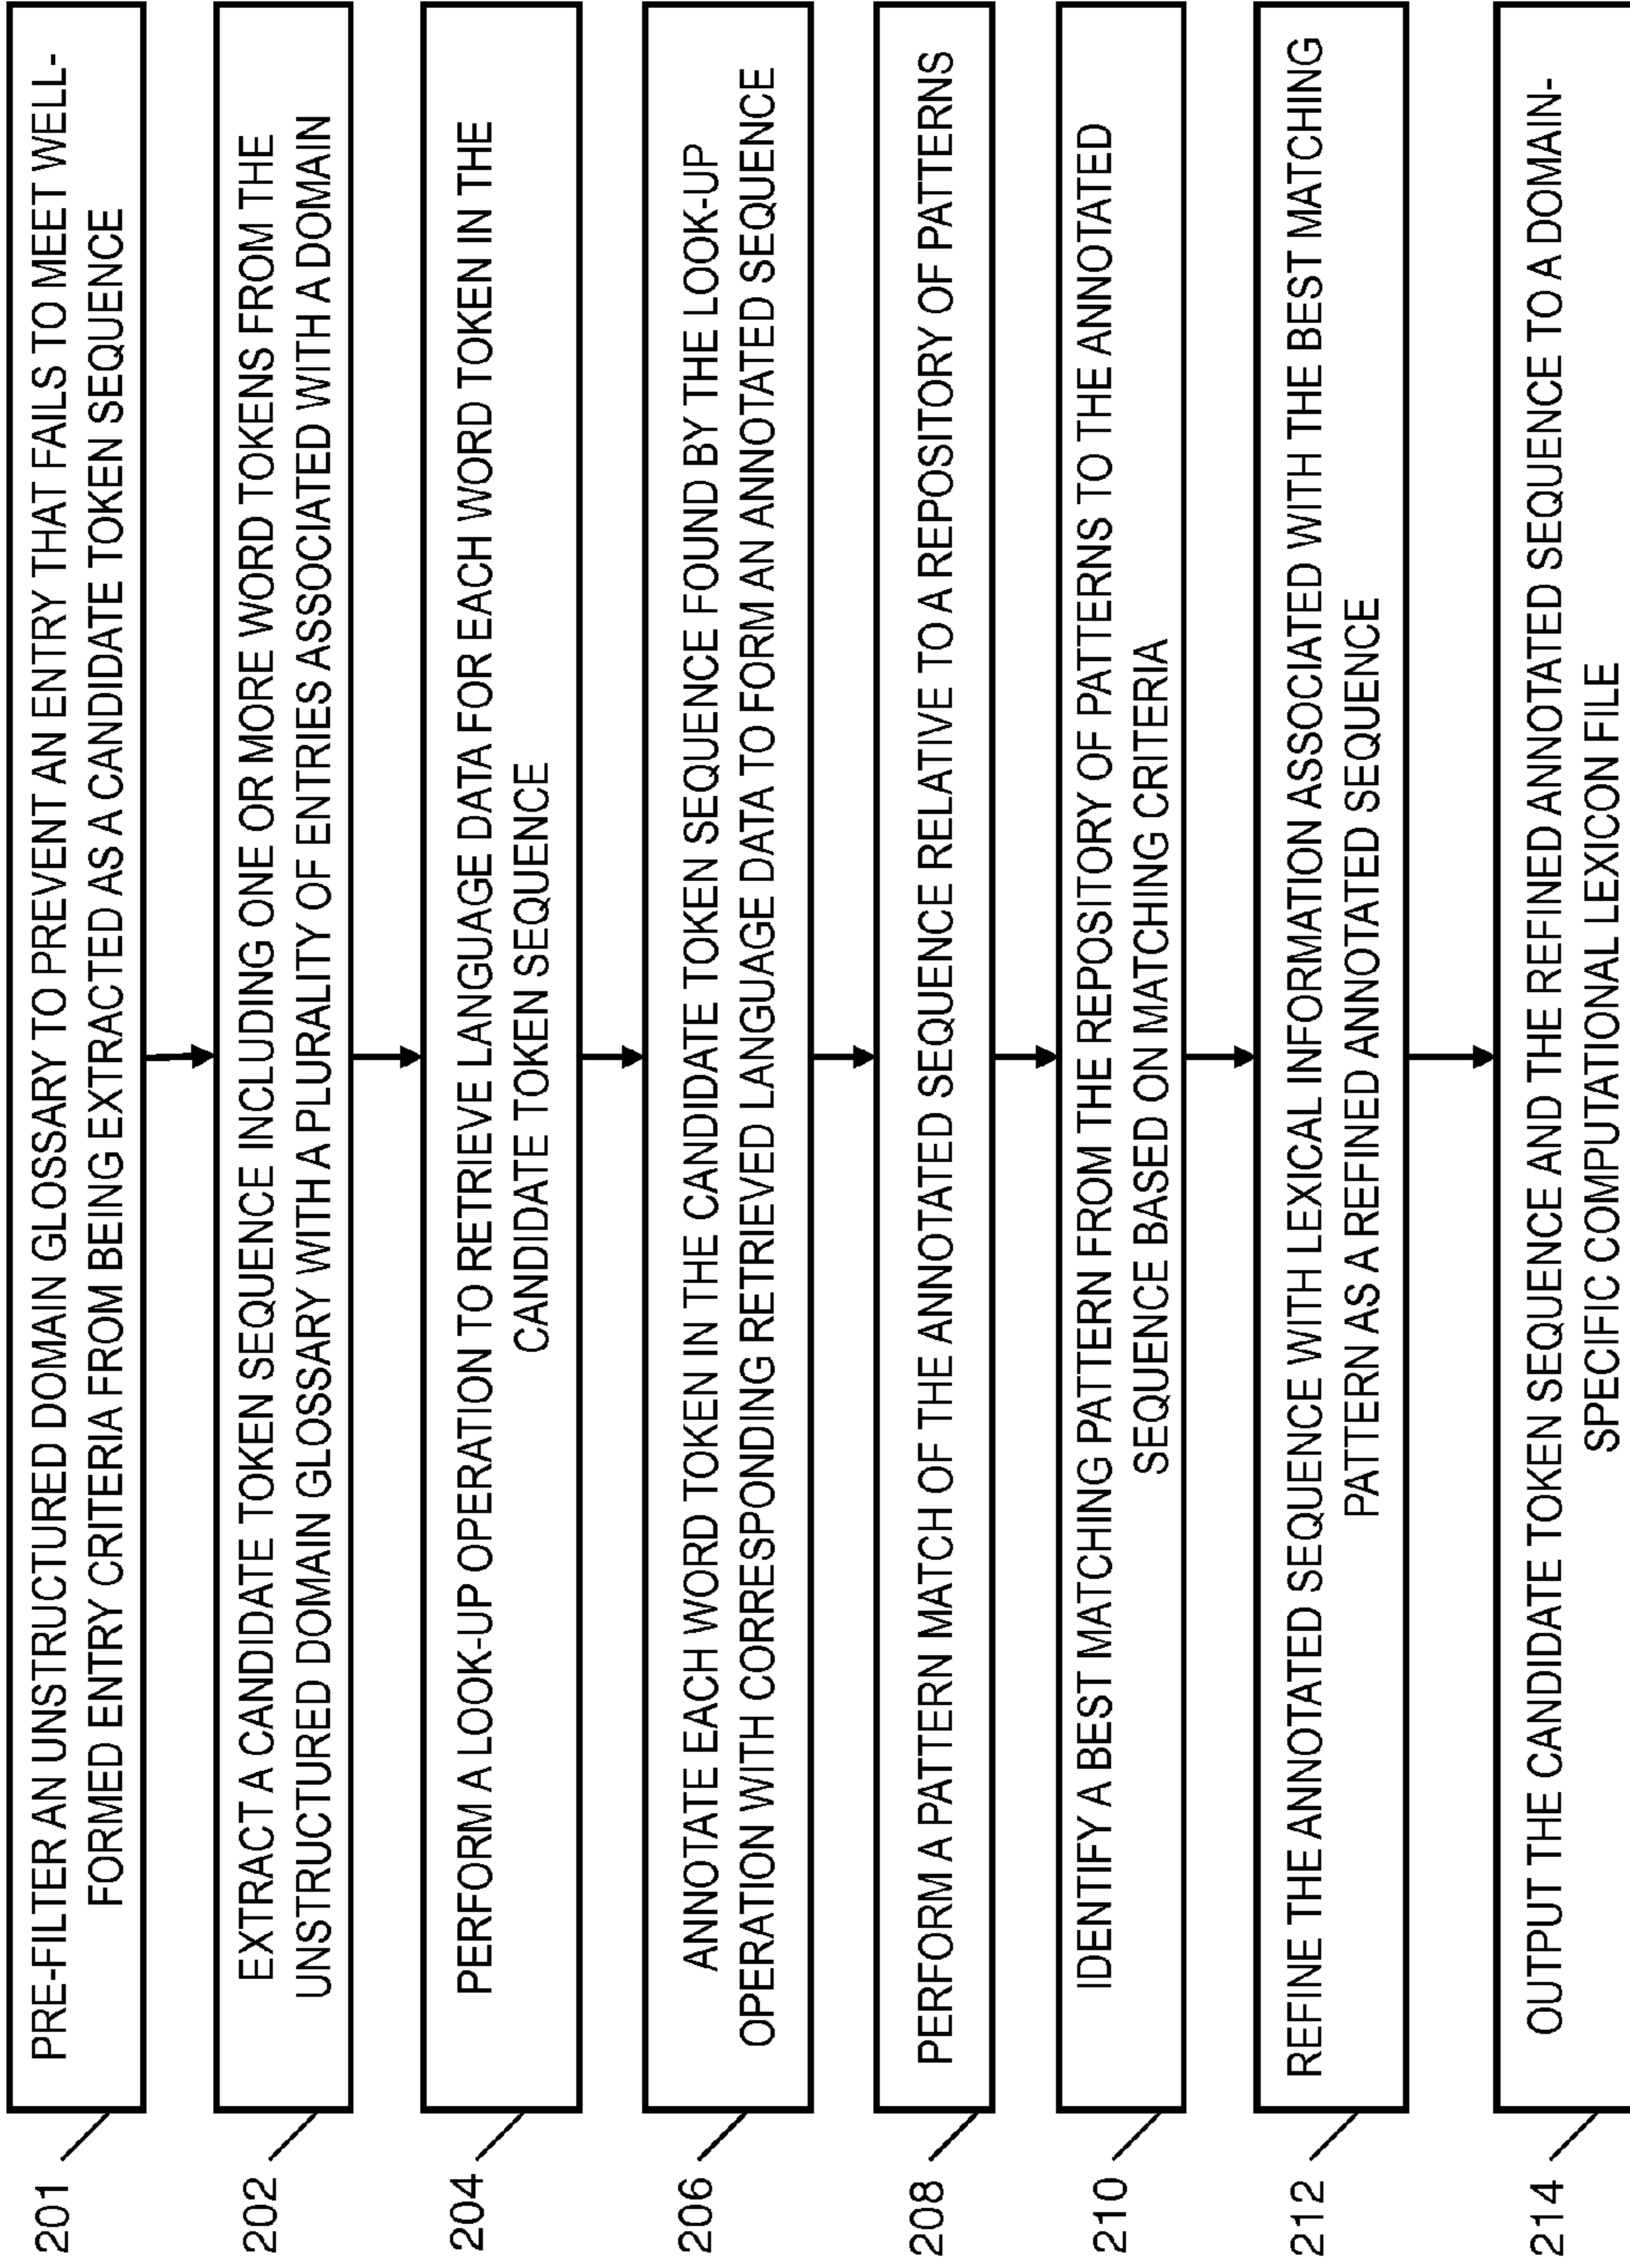 201
PRE-FILTER AN UNSTRUCTURED DOMAIN GLOSSARY TO PREVENT AN ENTRY THAT FAILS TO MEET WELL-
FORMED ENTRY CRITERIA FROM BEING EXTRACTED AS A CANDIDATE TOKEN SEQUENCE
202
EXTRACT A CANDIDATE TOKEN SEQUENCE INCLUDING ONE OR MORE WORD TOKENS FROM THE
UNSTRUCTURED DOMAIN GLOSSARY WITH A PLURALITY OF ENTRIES ASSOCIATED WITH A DOMAIN
204
PERFORM A LOOK-UP OPERATION TO RETRIEVE LANGUAGE DATA FOR EACH WORD TOKEN IN THE
CANDIDATE TOKEN SEQUENCE
206
ANNOTATE EACH WORD TOKEN IN THE CANDIDATE TOKEN SEQUENCE FOUND BY THE LOOK-UP
OPERATION WITH CORRESPONDING RETRIEVED LANGUAGE DATA TO FORM AN ANNOTATED SEQUENCE
208
PERFORM A PATTERN MATCH OF THE ANNOTATED SEQUENCE RELATIVE TO A REPOSITORY OF PATTERNS
210
IDENTIFY A BEST MATCHING PATTERN FROM THE REPOSITORY OF PATTERNS TO THE ANNOTATED
SEQUENCE BASED ON MATCHING CRITERIA
212
REFINE THE ANNOTATED SEQUENCE WITH LEXICAL INFORMATION ASSOCIATED WITH THE BEST MATCHING
PATTERN AS A REFINED ANNOTATED SEQUENCE
214
OUTPUT THE CANDIDATE TOKEN SEQUENCE AND THE REFINED ANNOTATED SEQUENCE TO A DOMAIN-
SPECIFIC COMPUTATIONAL LEXICON FILE